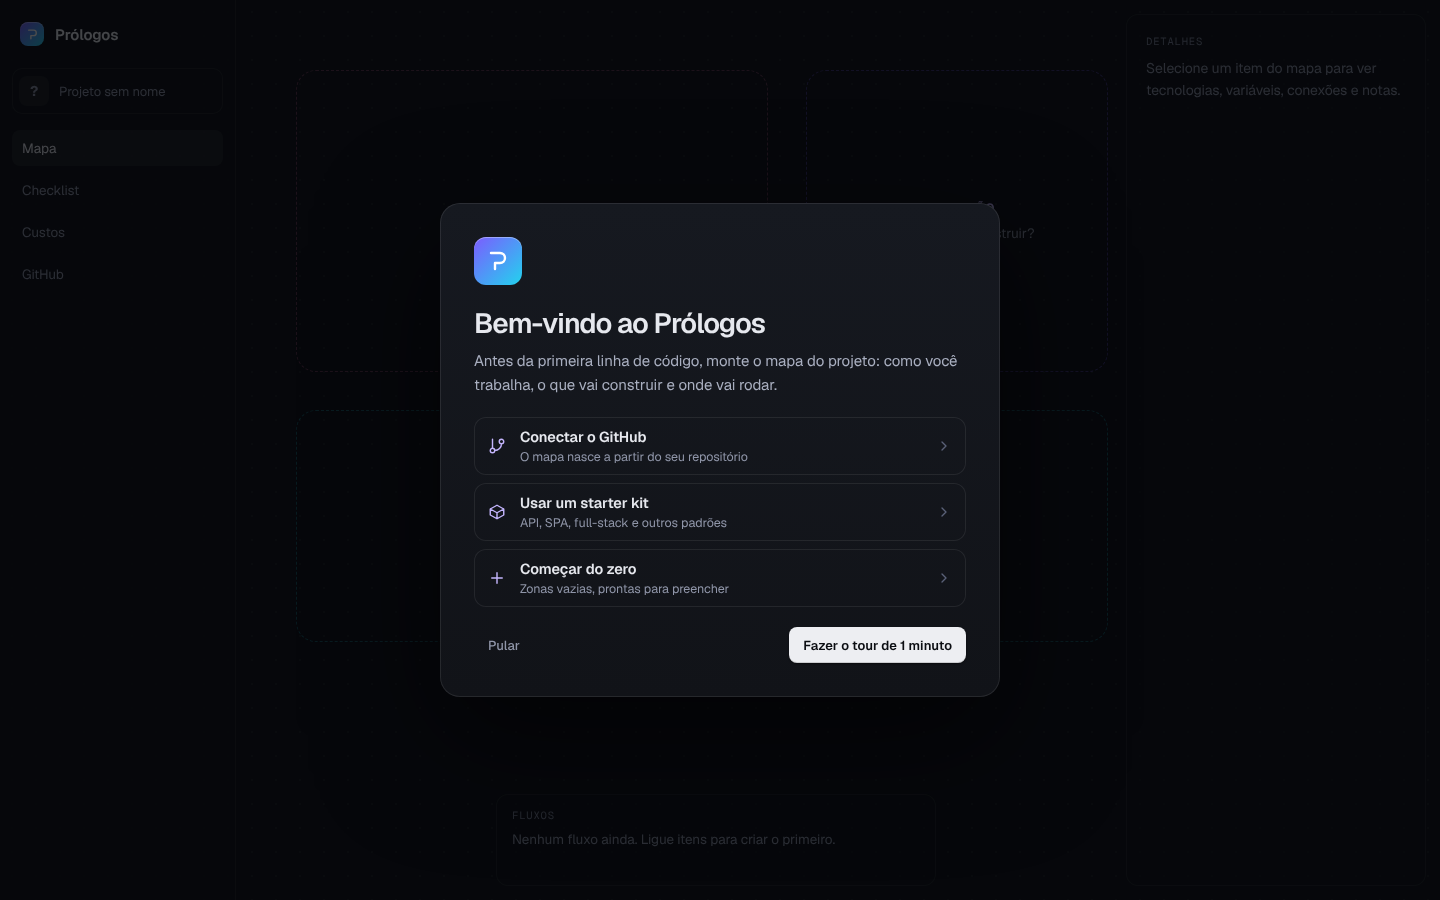 Prólogos
?
Projeto sem nome
Mapa
Checklist
Custos
GitHub
DETALHES
Selecione um item do mapa para ver
tecnologias, variáveis, conexões e notas.
Bem-vindo ao Prólogos
Antes da primeira linha de código, monte o mapa do projeto: como você
trabalha, o que vai construir e onde vai rodar.
Conectar o GitHub
O mapa nasce a partir do seu repositório
Usar um starter kit
API, SPA, full-stack e outros padrões
Começar do zero
Zonas vazias, prontas para preencher
Pular
Fazer o tour de 1 minuto
FLUXOS
Nenhum fluxo ainda. Ligue itens para criar o primeiro.